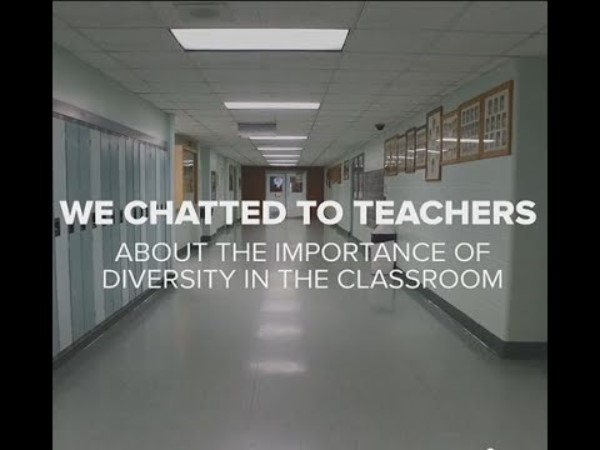 WE CHATTED TO TEACHERS
ABOUT THE IMPORTANCE OF
DIVERSITY IN THE CLASSROOM